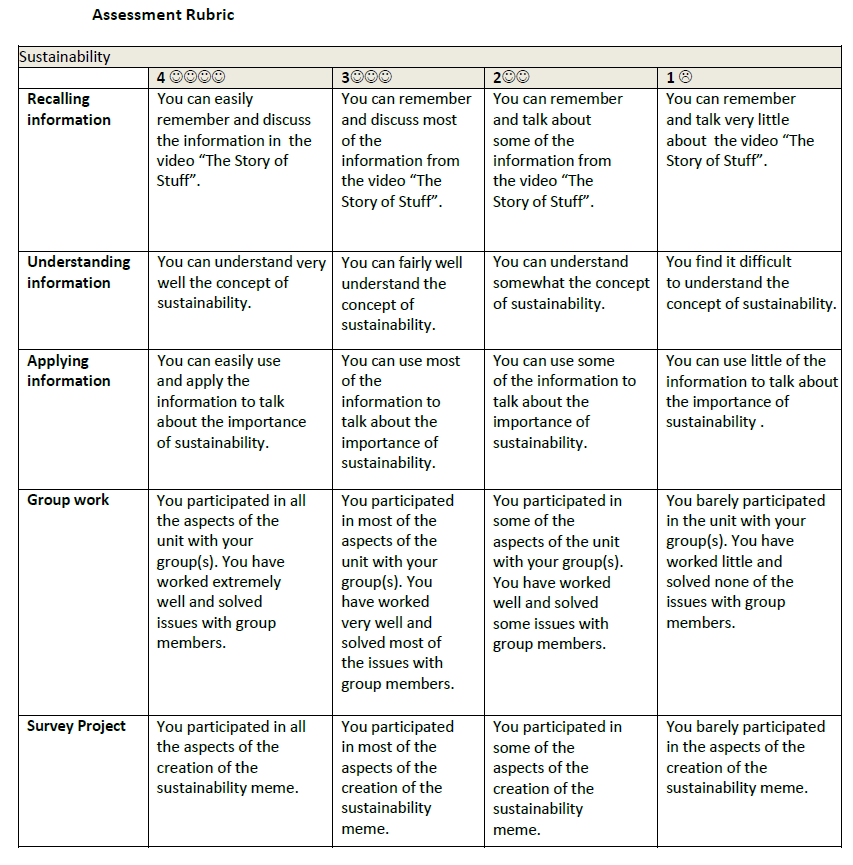 Assessment Rubric
Sustainability
4 ☺☺☺☺
3☺☺☺
2☺☺
1 ☹
Recalling
information
You can easily
remember and discuss
the information in the
video “The Story of
Stuff”.
You can remember
and discuss most
of the
information from
the video “The
Story of Stuff”.
You can remember
and talk about
some of the
information from
the video “The
Story of Stuff”.
You can remember
and talk very little
about the video “The
Story of Stuff”.
Understanding
information
You can understand very
well the concept of
sustainability.
You can fairly well
understand the
concept of
sustainability.
You can understand
somewhat the concept
of sustainability.
You find it difficult
to understand the
concept of sustainability.
Applying
information
You can easily use
and apply the
information to talk
about the importance
of sustainability.
You can use most
of the
information to
talk about the
importance of
sustainability.
You can use some
of the information to
talk about the
importance of
sustainability.
You can use little of the
information to talk about
the importance of
sustainability .
Group work
You participated in all
the aspects of the
unit with your
group(s). You have
worked extremely
well and solved
issues with group
members.
You participated
in most of the
aspects of the
unit with your
group(s). You
have worked
very well and
solved most of
the issues with
group members.
You participated in
some of the
aspects of the unit
with your group(s).
You have worked
well and solved
some issues with
group members.
You barely participated
in the unit with your
group(s). You have
worked little and
solved none of the
issues with group
members.
Survey Project
You participated in all
the aspects of the
creation of the
sustainability meme.
You participated
in most of the
aspects of the
creation of the
sustainability
meme.
You participated in
some of the
aspects of the
creation of the
sustainability
meme.
You barely participated
in the aspects of the
creation of the
sustainability meme.